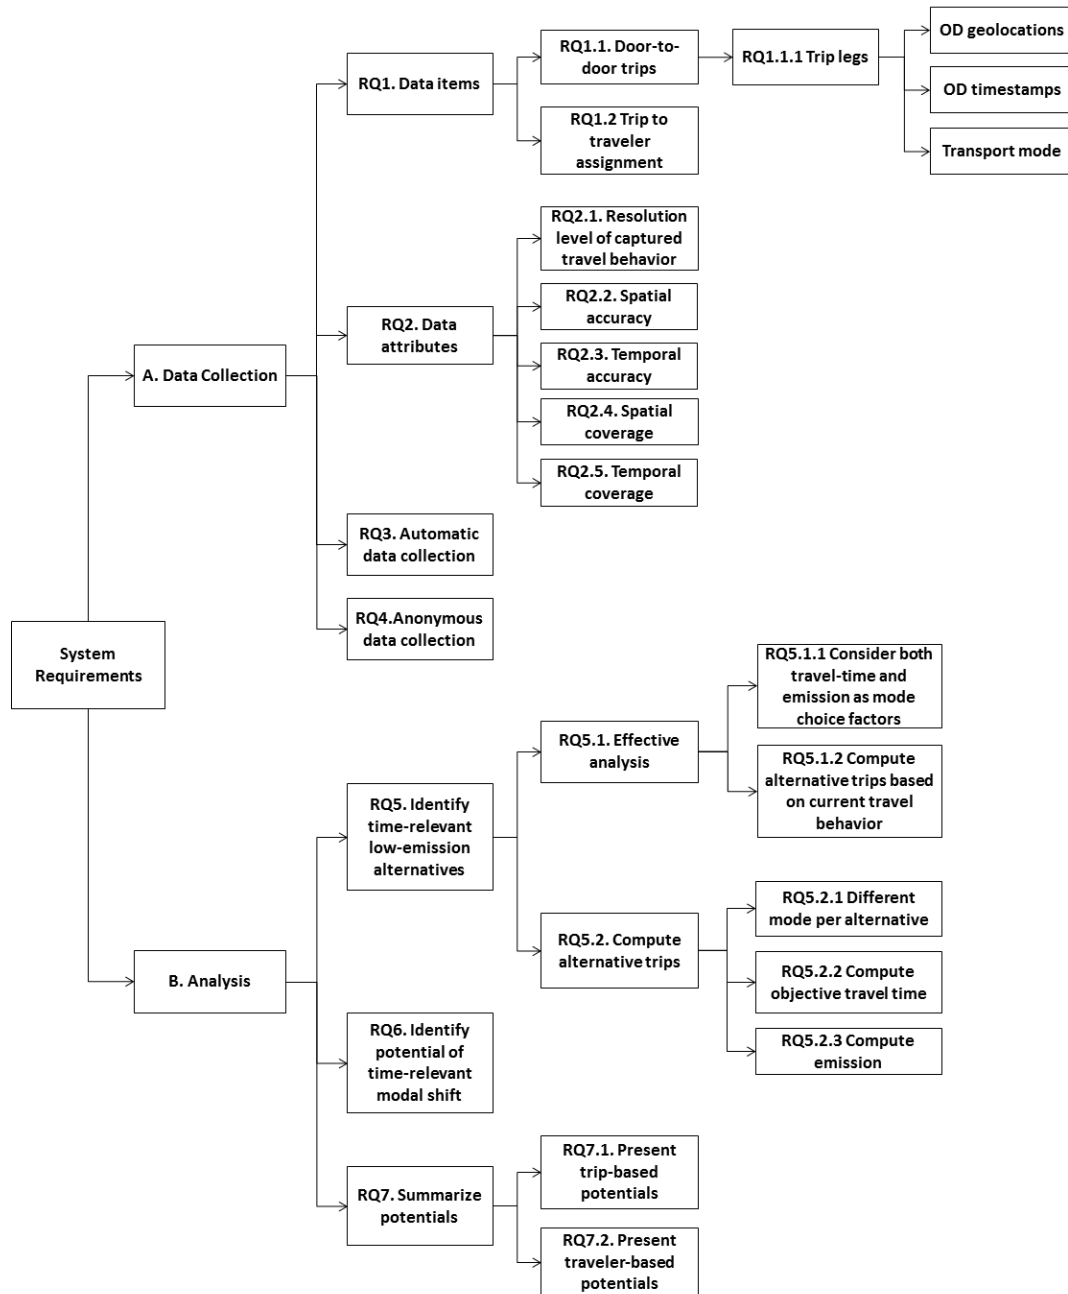 System
Requirements
A. Data Collection
RQ1. Data items
RQ1.1. Door-to-
door trips
RQ1.1.1 Trip legs
OD geolocations
OD timestamps
Transport mode
RQ1.2 Trip to
traveler
assignment
RQ2. Data
attributes
RQ2.1. Resolution
level of captured
travel behavior
RQ2.2. Spatial
accuracy
RQ2.3. Temporal
accuracy
RQ2.4. Spatial
coverage
RQ2.5. Temporal
coverage
RQ3. Automatic
data collection
RQ4.Anonymous
data collection
B. Analysis
RQ5. Identify
time-relevant
low-emission
alternatives
RQ5.1. Effective
analysis
RQ5.1.1 Consider both
travel-time and
emission as mode
choice factors
RQ5.1.2 Compute
alternative trips based
on current travel
behavior
RQ5.2. Compute
alternative trips
RQ5.2.1 Different
mode per alternative
RQ5.2.2 Compute
objective travel time
RQ5.2.3 Compute
emission
RQ6. Identify
potential of
time-relevant
modal shift
RQ7. Summarize
potentials
RQ7.1. Present
trip-based
potentials
RQ7.2. Present
traveler-based
potentials